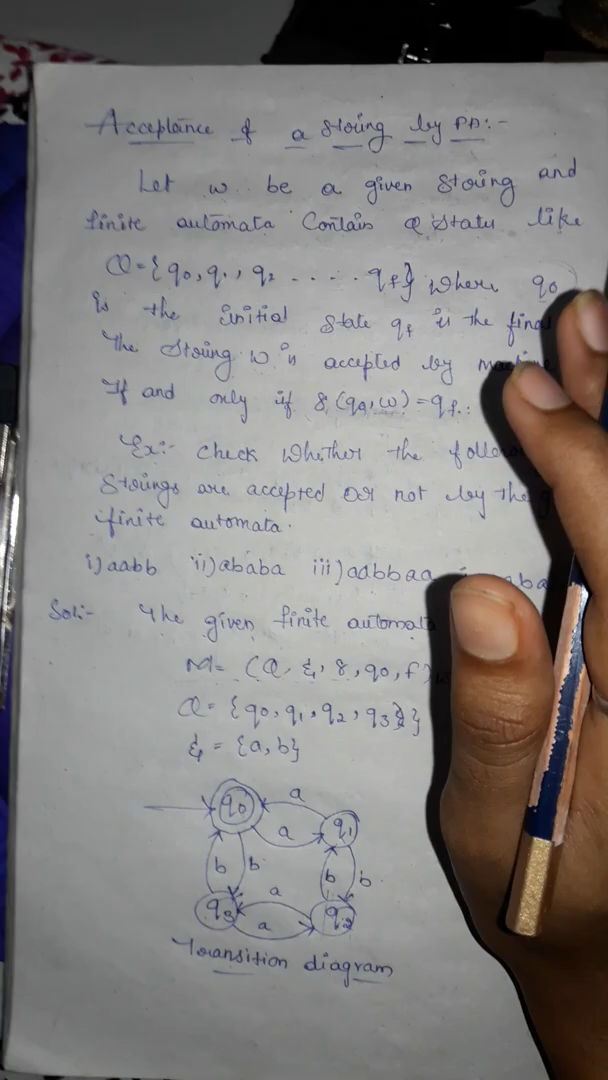 Acceptance of a string by FA:-
Let w be a given string and
finite automata contain Q states like
Q={q0, q1, q2 ..... qf} where q0
is the initial state qf is the final
The string w is accepted by machine
If and only if δ(q0,w)=qf.
Ex:- check whether the
strings are accepted or not by the
finite automata.
i)aabb ii)ababa iii)aabbaa
Sol:- The given finite automata
M= (Q, Σ, δ, q0, f)
Q= {q0, q1, q2, q3}
Σ = {a,b}
q0 a q1
a
b b b b
a
q3 a q2
Transition diagram